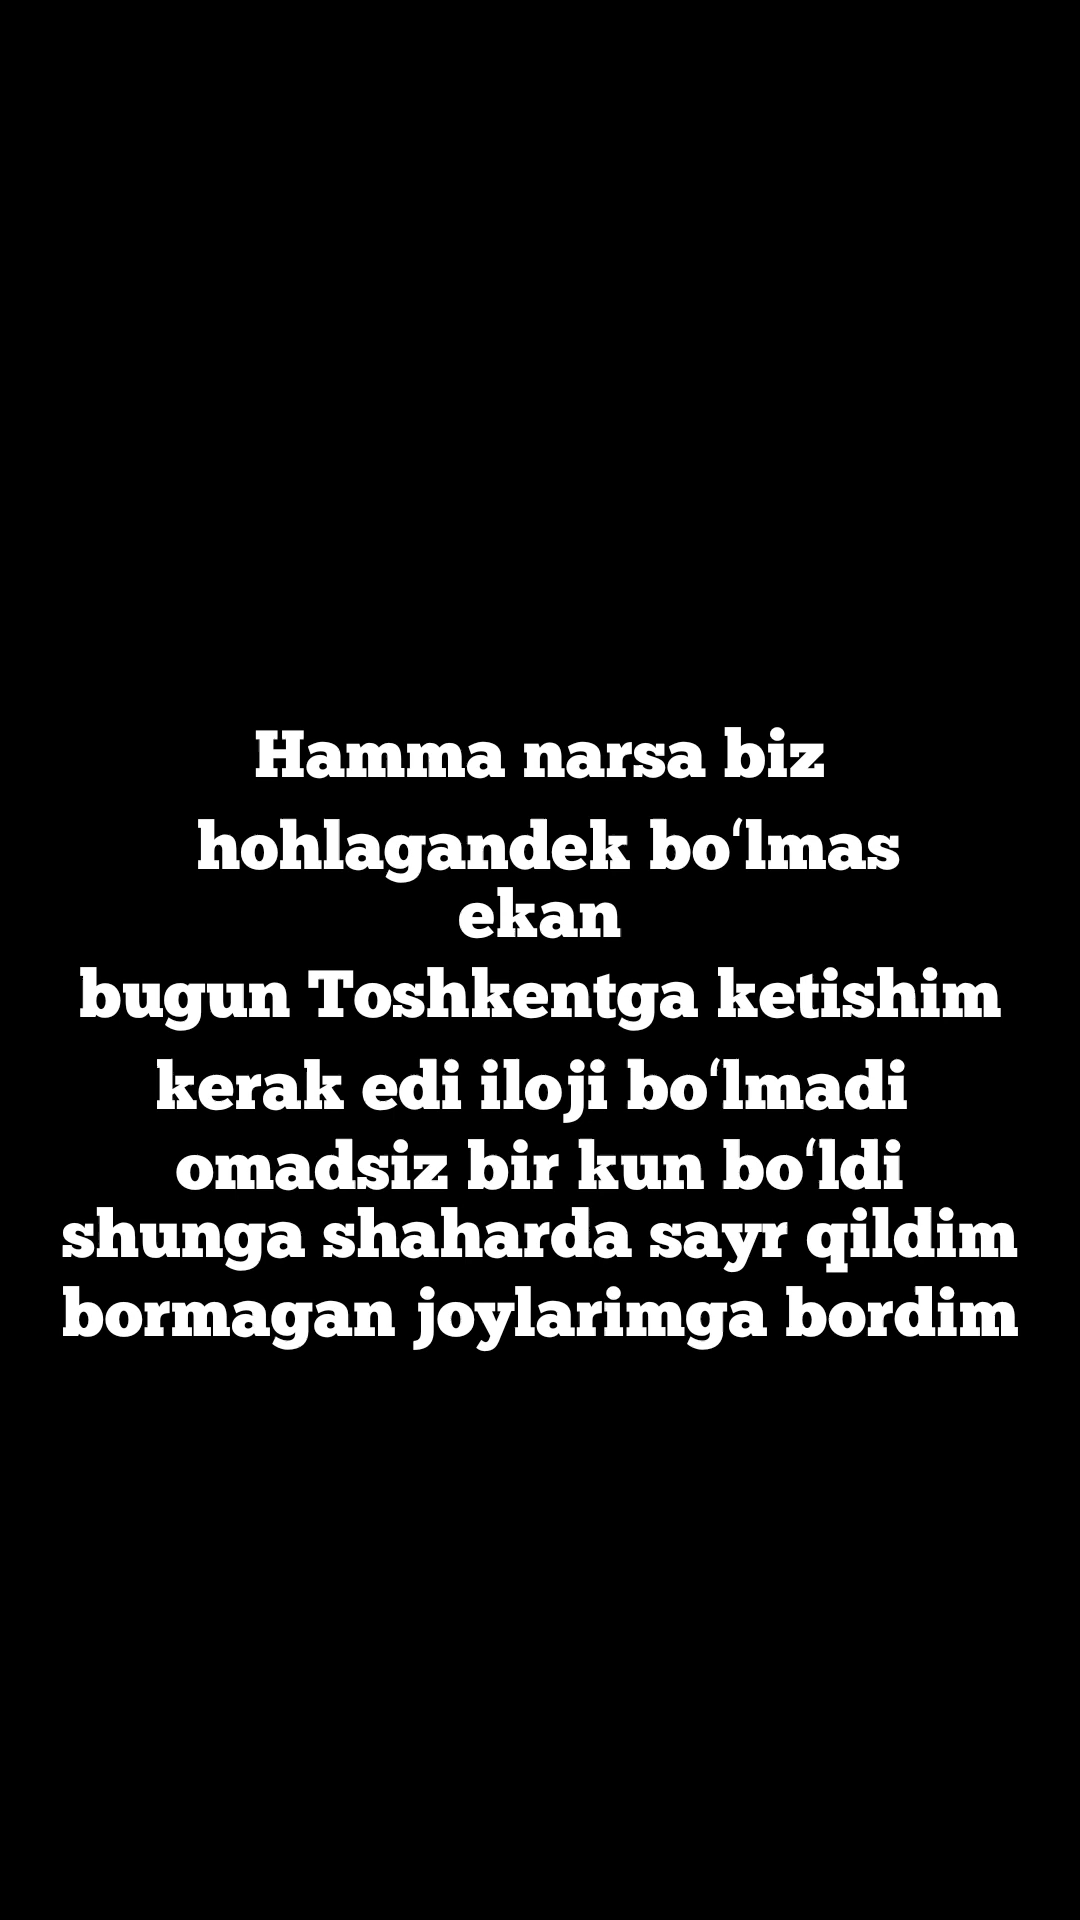 Hamma narsa biz
hohlagandek bo‘lmas
ekan
bugun Toshkentga ketishim
kerak edi iloji bo‘lmadi
omadsiz bir kun bo‘ldi
shunga shaharda sayr qildim
bormagan joylarimga bordim